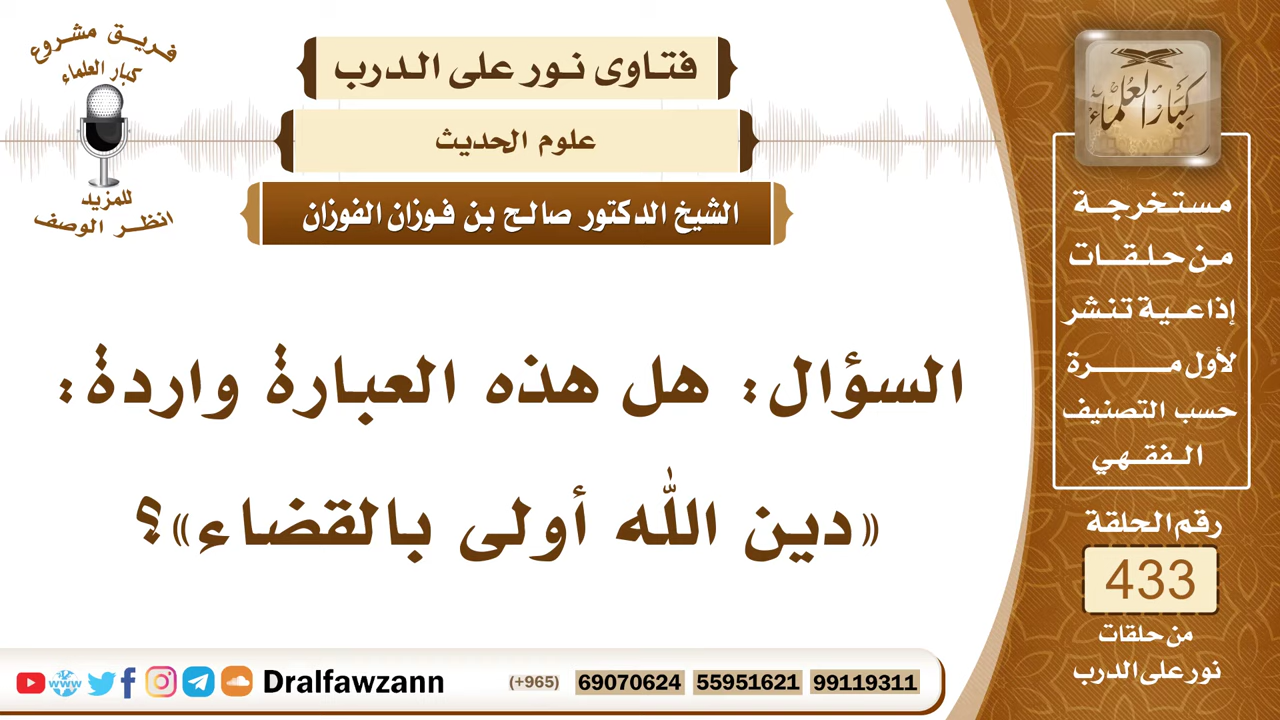 فريق مشروع
كبار العلماء
للمزيد
انظر الوصف
فتاوى نور على الدرب
علوم الحديث
الشيخ الدكتور صالح بن فوزان الفوزان
السؤال: هل هذه العبارة واردة:
«دين الله أولى بالقضاء»؟
كبار العلماء
مستخرجة
من حلقات
إذاعية تنشر
لأول مرة
حسب التصنيف
الفقهي
رقم الحلقة
433
من حلقات
نور على الدرب
www Dralfawzann (+965) 69070624 55951621 99119311